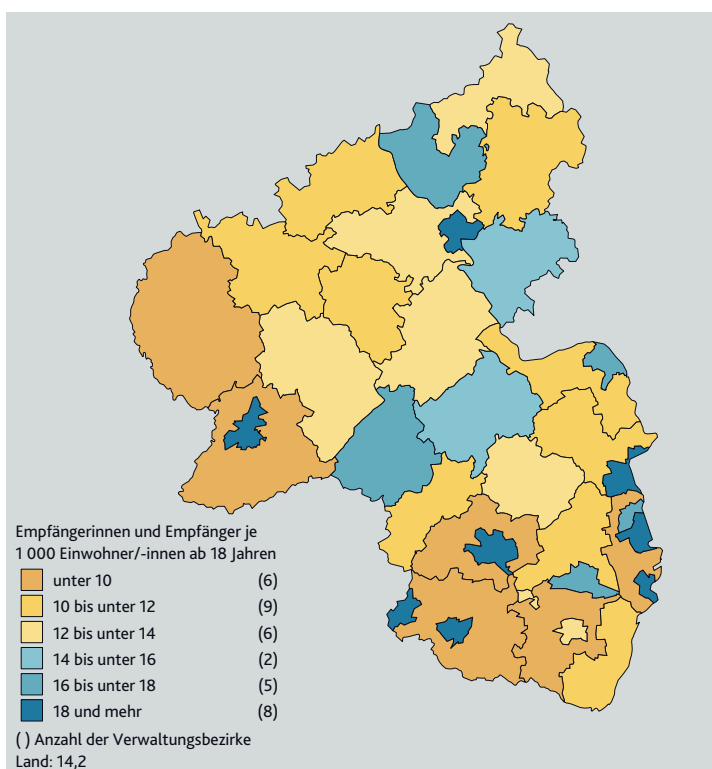 Empfängerinnen und Empfänger je
1 000 Einwohner/-innen ab 18 Jahren
unter 10 (6)
10 bis unter 12 (9)
12 bis unter 14 (6)
14 bis unter 16 (2)
16 bis unter 18 (5)
18 und mehr (8)
( ) Anzahl der Verwaltungsbezirke
Land: 14,2